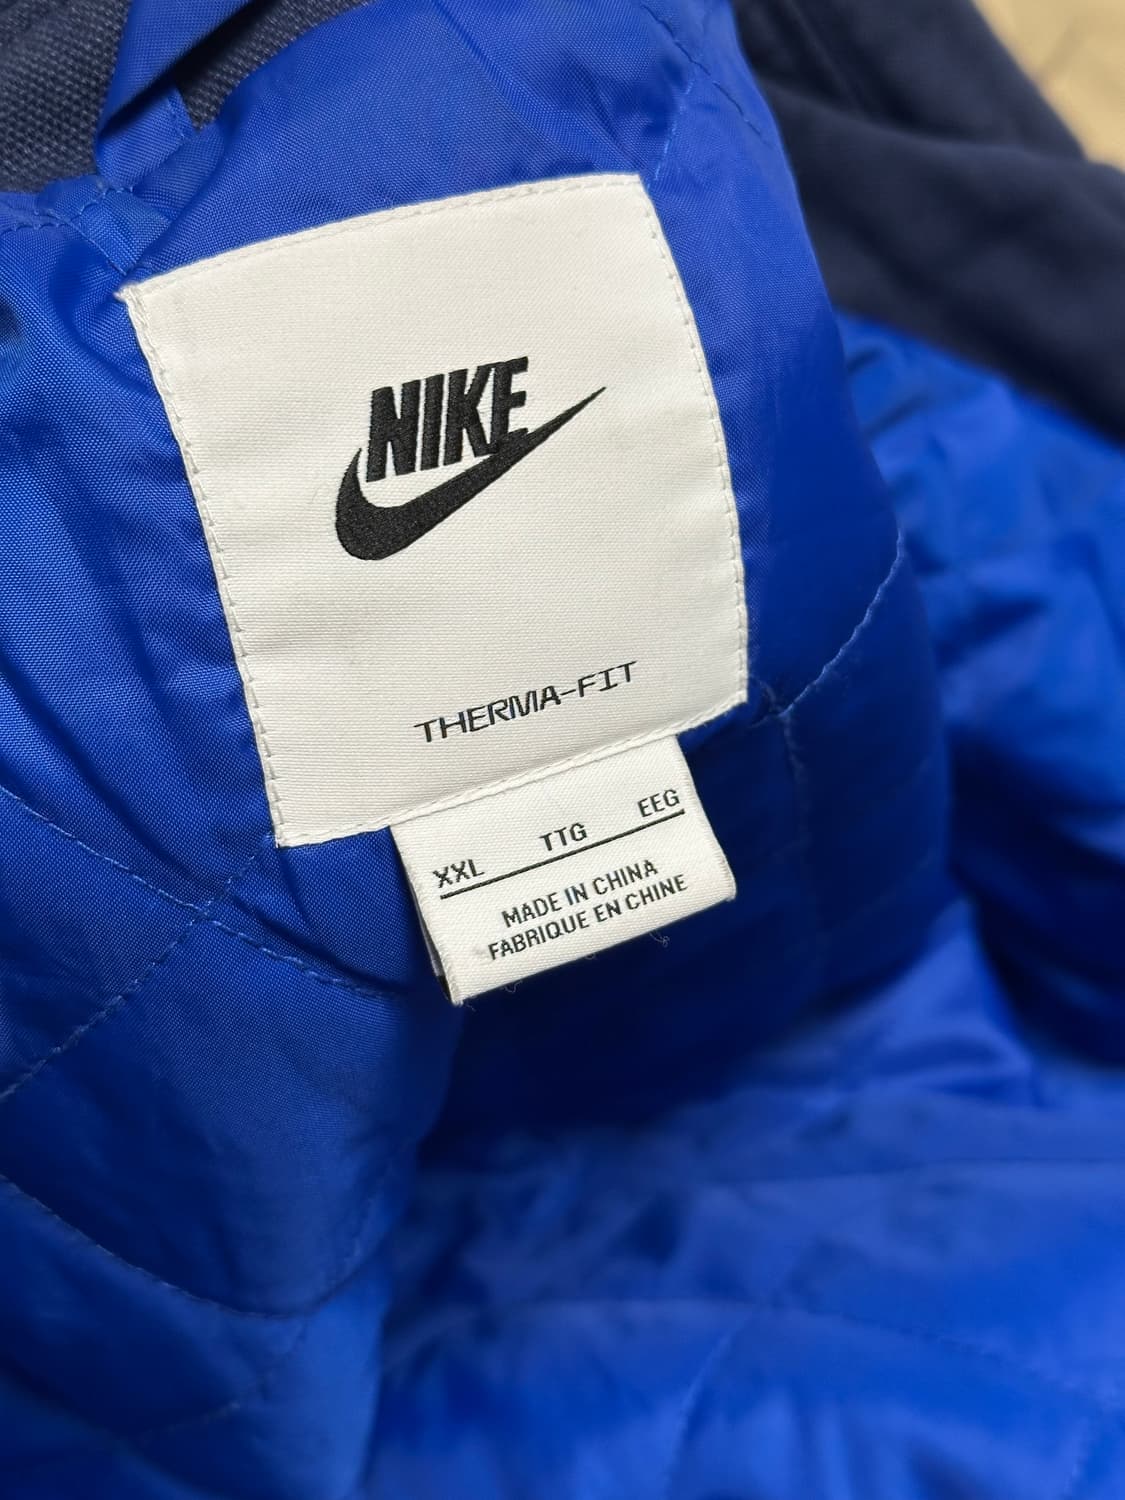 NIKE
THERMA-FIT
XXL TTG EEG
MADE IN CHINA
FABRIQUE EN CHINE